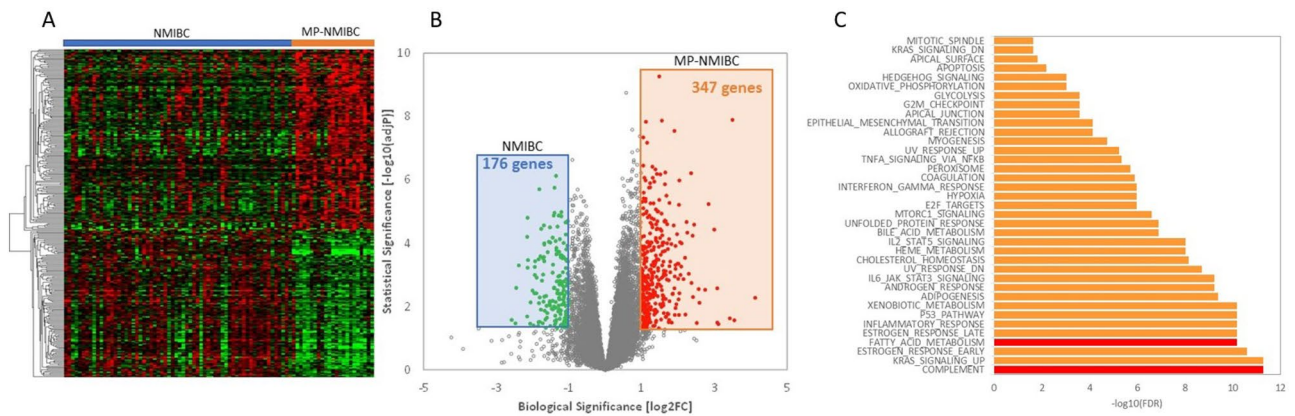 A
NMIBC
MP-NMIBC
B
Statistical Significance [-log10(adjP)]
10
8
6
4
2
0
-5
-3
-1
1
3
5
Biological Significance [log2FC]
NMIBC
176 genes
MP-NMIBC
347 genes
C
MITOTIC_SPINDLE
KRAS_SIGNALING_DN
APICAL_SURFACE
APOPTOSIS
HEDGEHOG_SIGNALING
OXIDATIVE_PHOSPHORYLATION
GLYCOLYSIS
G2M_CHECKPOINT
APICAL_JUNCTION
EPITHELIAL_MESENCHYMAL_TRANSITION
ALLOGRAFT_REJECTION
MYOGENESIS
UV_RESPONSE_UP
TNFA_SIGNALING_VIA_NFKB
PEROXISOME
COAGULATION
INTERFERON_GAMMA_RESPONSE
HYPOXIA
E2F_TARGETS
MTORC1_SIGNALING
UNFOLDED_PROTEIN_RESPONSE
BILE_ACID_METABOLISM
IL2_STAT5_SIGNALING
HEME_METABOLISM
CHOLESTEROL_HOMEOSTASIS
UV_RESPONSE_DN
IL6_JAK_STAT3_SIGNALING
ANDROGEN_RESPONSE
ADIPOGENESIS
XENOBIOTIC_METABOLISM
P53_PATHWAY
INFLAMMATORY_RESPONSE
ESTROGEN_RESPONSE_LATE
FATTY_ACID_METABOLISM
ESTROGEN_RESPONSE_EARLY
KRAS_SIGNALING_UP
COMPLEMENT
0
2
4
6
8
10
12
-log10(FDR)